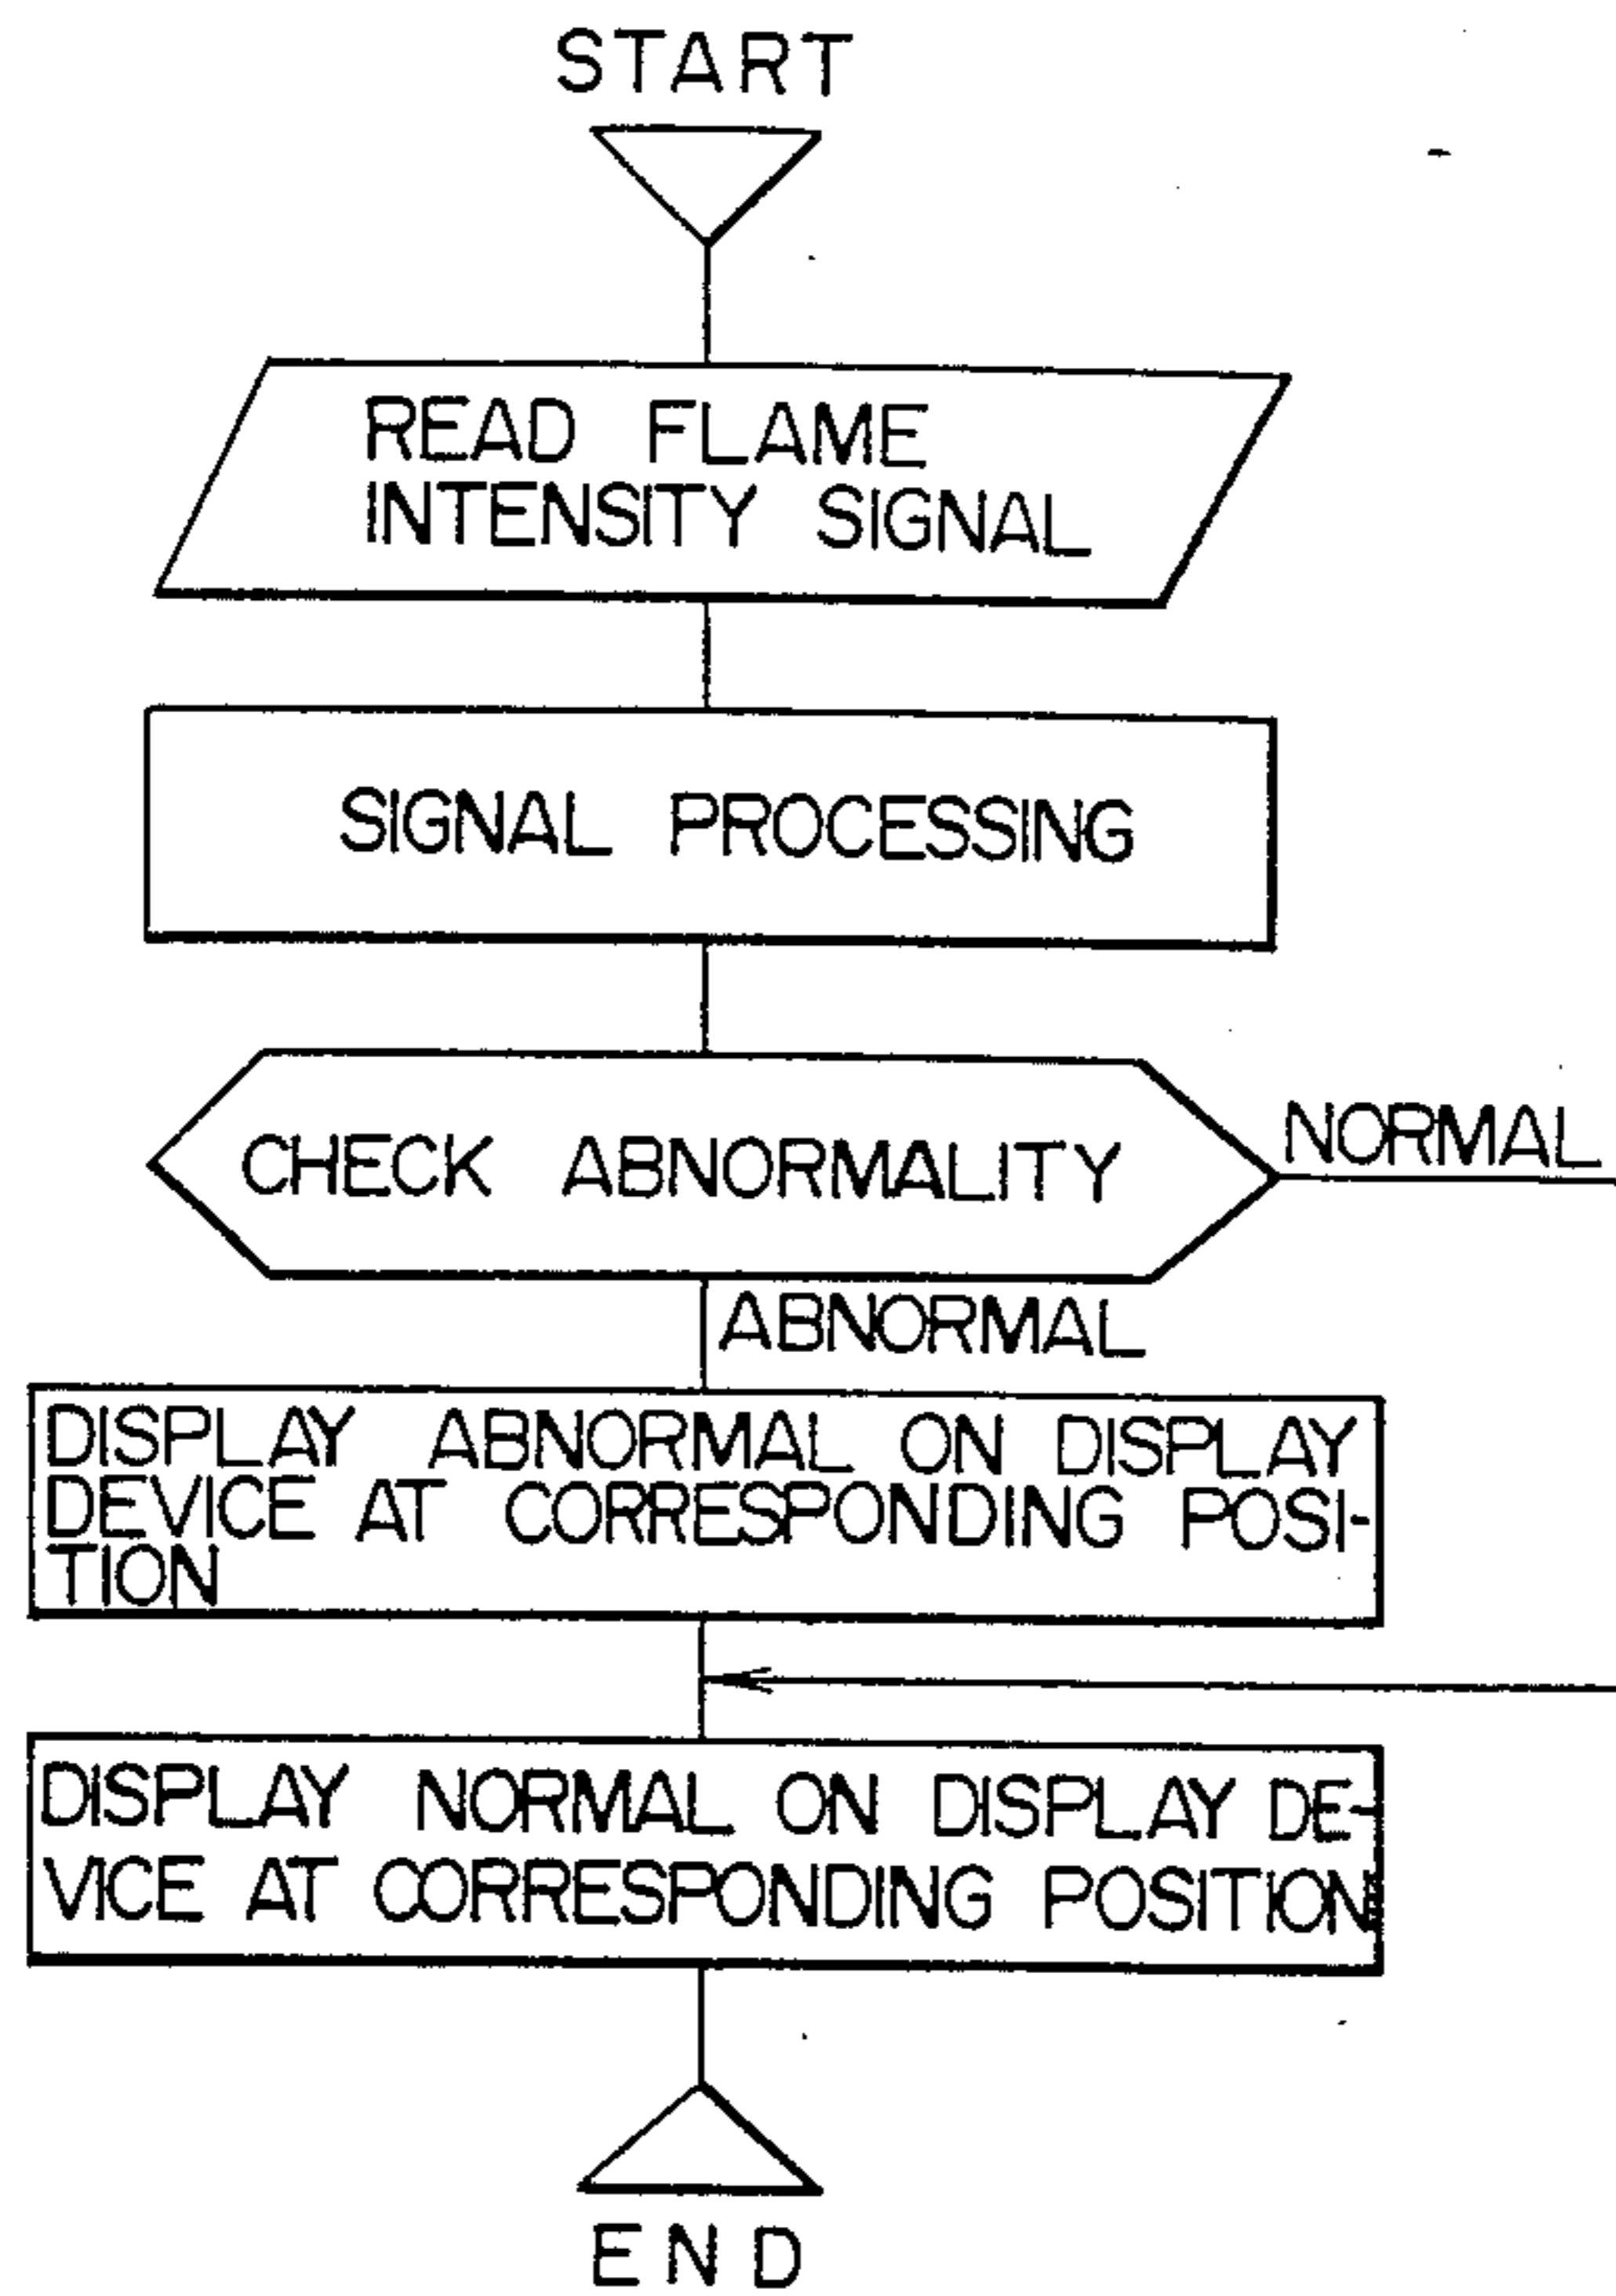 START
READ FLAME
INTENSITY SIGNAL
SIGNAL PROCESSING
CHECK ABNORMALITY
NORMAL
ABNORMAL
DISPLAY ABNORMAL ON DISPLAY
DEVICE AT CORRESPONDING POSI-
TION
DISPLAY NORMAL ON DISPLAY DE-
VICE AT CORRESPONDING POSITION
END